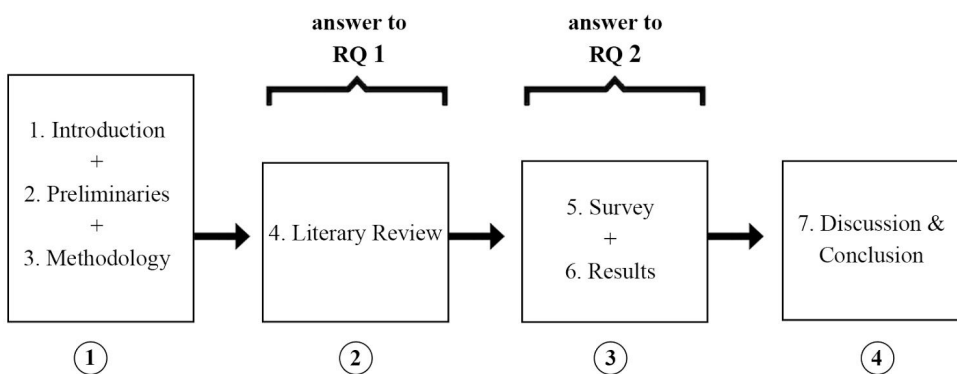 answer to
RQ 1
answer to
RQ 2
1. Introduction
+
2. Preliminaries
+
3. Methodology
4. Literary Review
5. Survey
+
6. Results
7. Discussion &
Conclusion
1
2
3
4